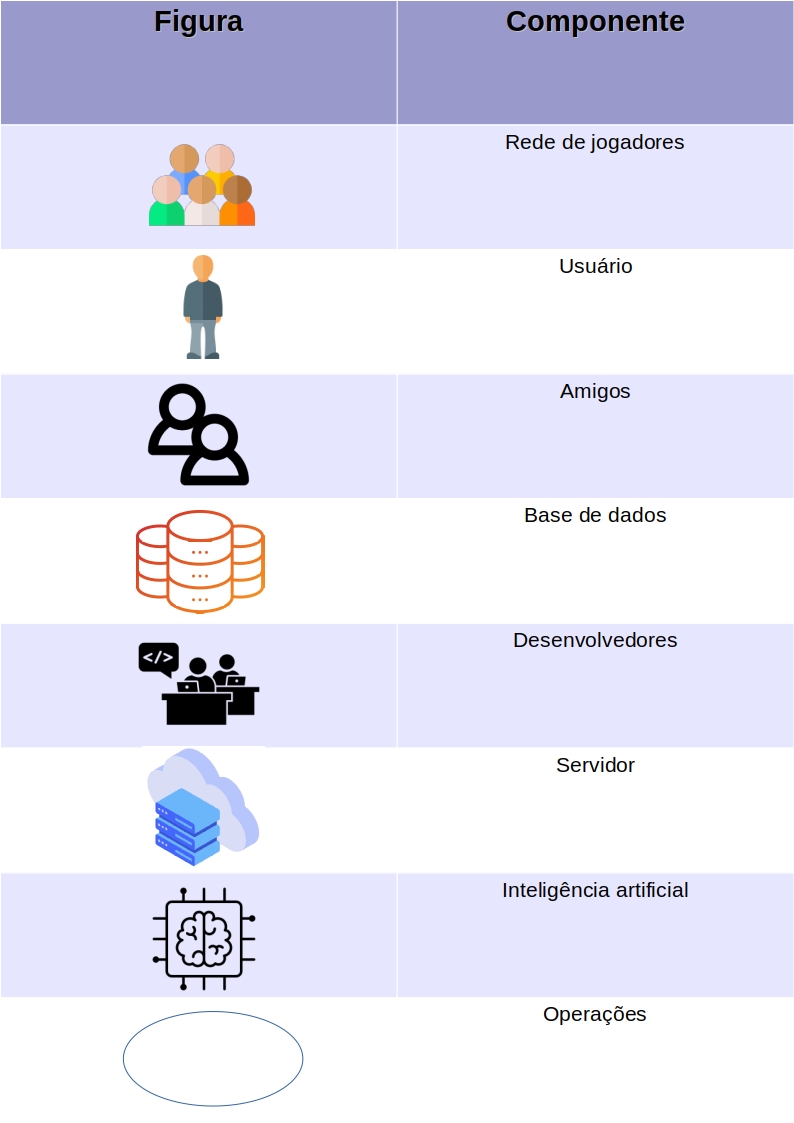 Figura Componente
Rede de jogadores
Usuário
Amigos
Base de dados
</>
Desenvolvedores
Servidor
Inteligência artificial
Operações